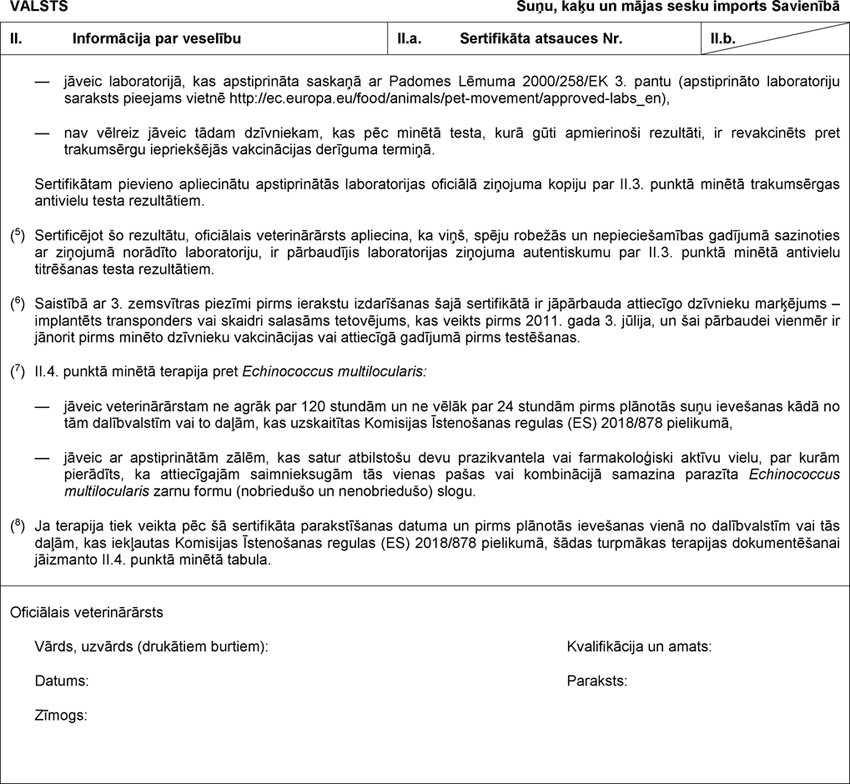 VALSTS Suņu, kaķu un mājas sesku imports Savienībā
II. Informācija par veselību II.a. Sertifikāta atsauces Nr. II.b.
— jāveic laboratorijā, kas apstiprināta saskaņā ar Padomes Lēmuma 2000/258/EK 3. pantu (apstiprināto laboratoriju
saraksts pieejams vietnē http://ec.europa.eu/food/animals/pet-movement/approved-labs_en),
— nav vēlreiz jāveic tādam dzīvniekam, kas pēc minētā testa, kurā gūti apmierinoši rezultāti, ir revakcinēts pret
trakumsērgu iepriekšējās vakcinācijas derīguma termiņā.
Sertifikātam pievieno apliecinātu apstiprinātās laboratorijas oficiālā ziņojuma kopiju par II.3. punktā minētā trakumsērgas
antivielu testa rezultātiem.
(5) Sertificējot šo rezultātu, oficiālais veterinārārsts apliecina, ka viņš, spēju robežās un nepieciešamības gadījumā sazinoties
ar ziņojumā norādīto laboratoriju, ir pārbaudījis laboratorijas ziņojuma autentiskumu par II.3. punktā minētā antivielu
titrēšanas testa rezultātiem.
(6) Saistībā ar 3. zemsvītras piezīmi pirms ierakstu izdarīšanas šajā sertifikātā ir jāpārbauda attiecīgo dzīvnieku marķējums –
implantēts transponders vai skaidri salasāms tetovējums, kas veikts pirms 2011. gada 3. jūlija, un šai pārbaudei vienmēr ir
jānorit pirms minēto dzīvnieku vakcinācijas vai attiecīgā gadījumā pirms testēšanas.
(7) II.4. punktā minētā terapija pret Echinococcus multilocularis:
— jāveic veterinārārstam ne agrāk par 120 stundām un ne vēlāk par 24 stundām pirms plānotās suņu ievešanas kādā no
tām dalībvalstīm vai to daļām, kas uzskaitītas Komisijas Īstenošanas regulas (ES) 2018/878 pielikumā,
— jāveic ar apstiprinātām zālēm, kas satur atbilstošu devu prazikvantela vai farmakoloģiski aktīvu vielu, par kurām
pierādīts, ka attiecīgajām saimnieksugām tās vienas pašas vai kombinācijā samazina parazīta Echinococcus
multilocularis zarnu formu (nobriedušo un nenobriedušo) slogu.
(8) Ja terapija tiek veikta pēc šā sertifikāta parakstīšanas datuma un pirms plānotās ievešanas vienā no dalībvalstīm vai tās
daļām, kas iekļautas Komisijas Īstenošanas regulas (ES) 2018/878 pielikumā, šādas turpmākas terapijas dokumentēšanai
jāizmanto II.4. punktā minētā tabula.
Oficiālais veterinārārsts
Vārds, uzvārds (drukātiem burtiem): Kvalifikācija un amats:
Datums: Paraksts:
Zīmogs: